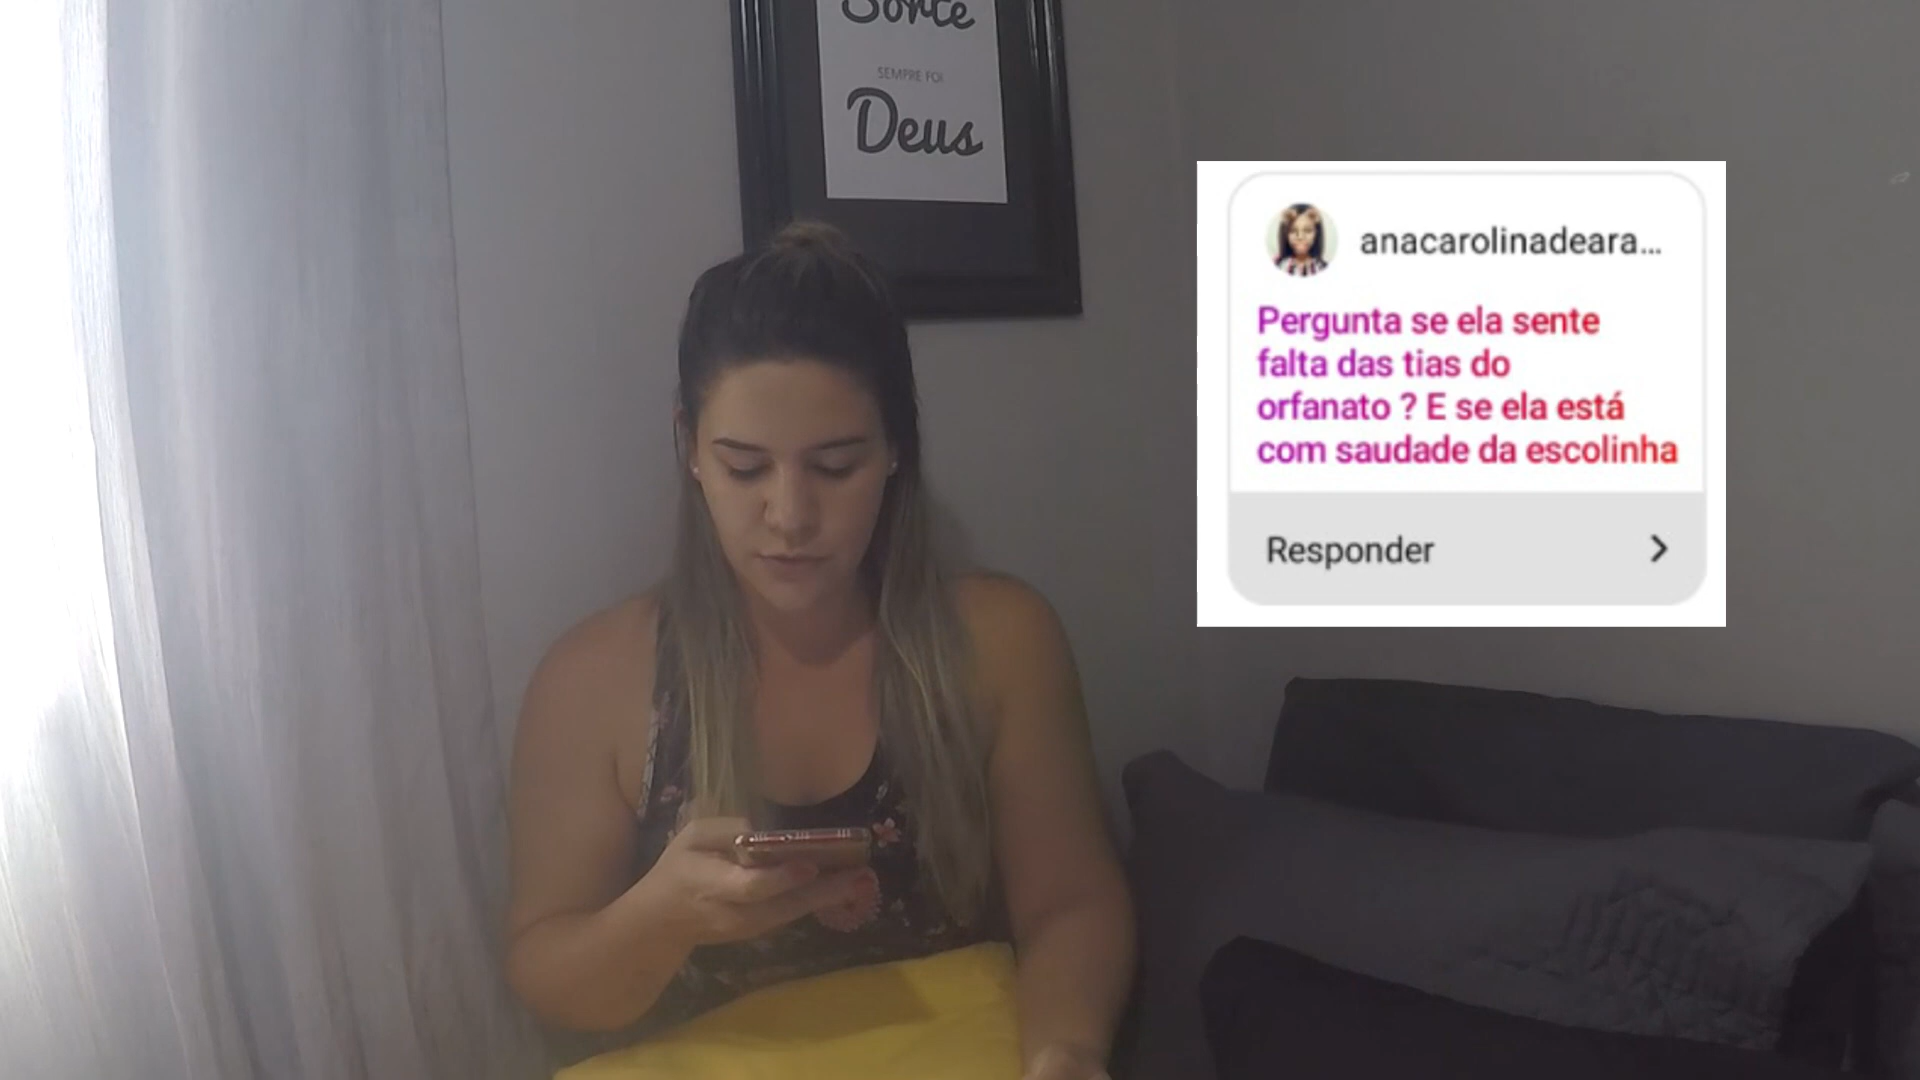 Sorte
SEMPRE FOI
Deus
anacarolinadeara...
Pergunta se ela sente
falta das tias do
orfanato ? E se ela está
com saudade da escolinha
Responder